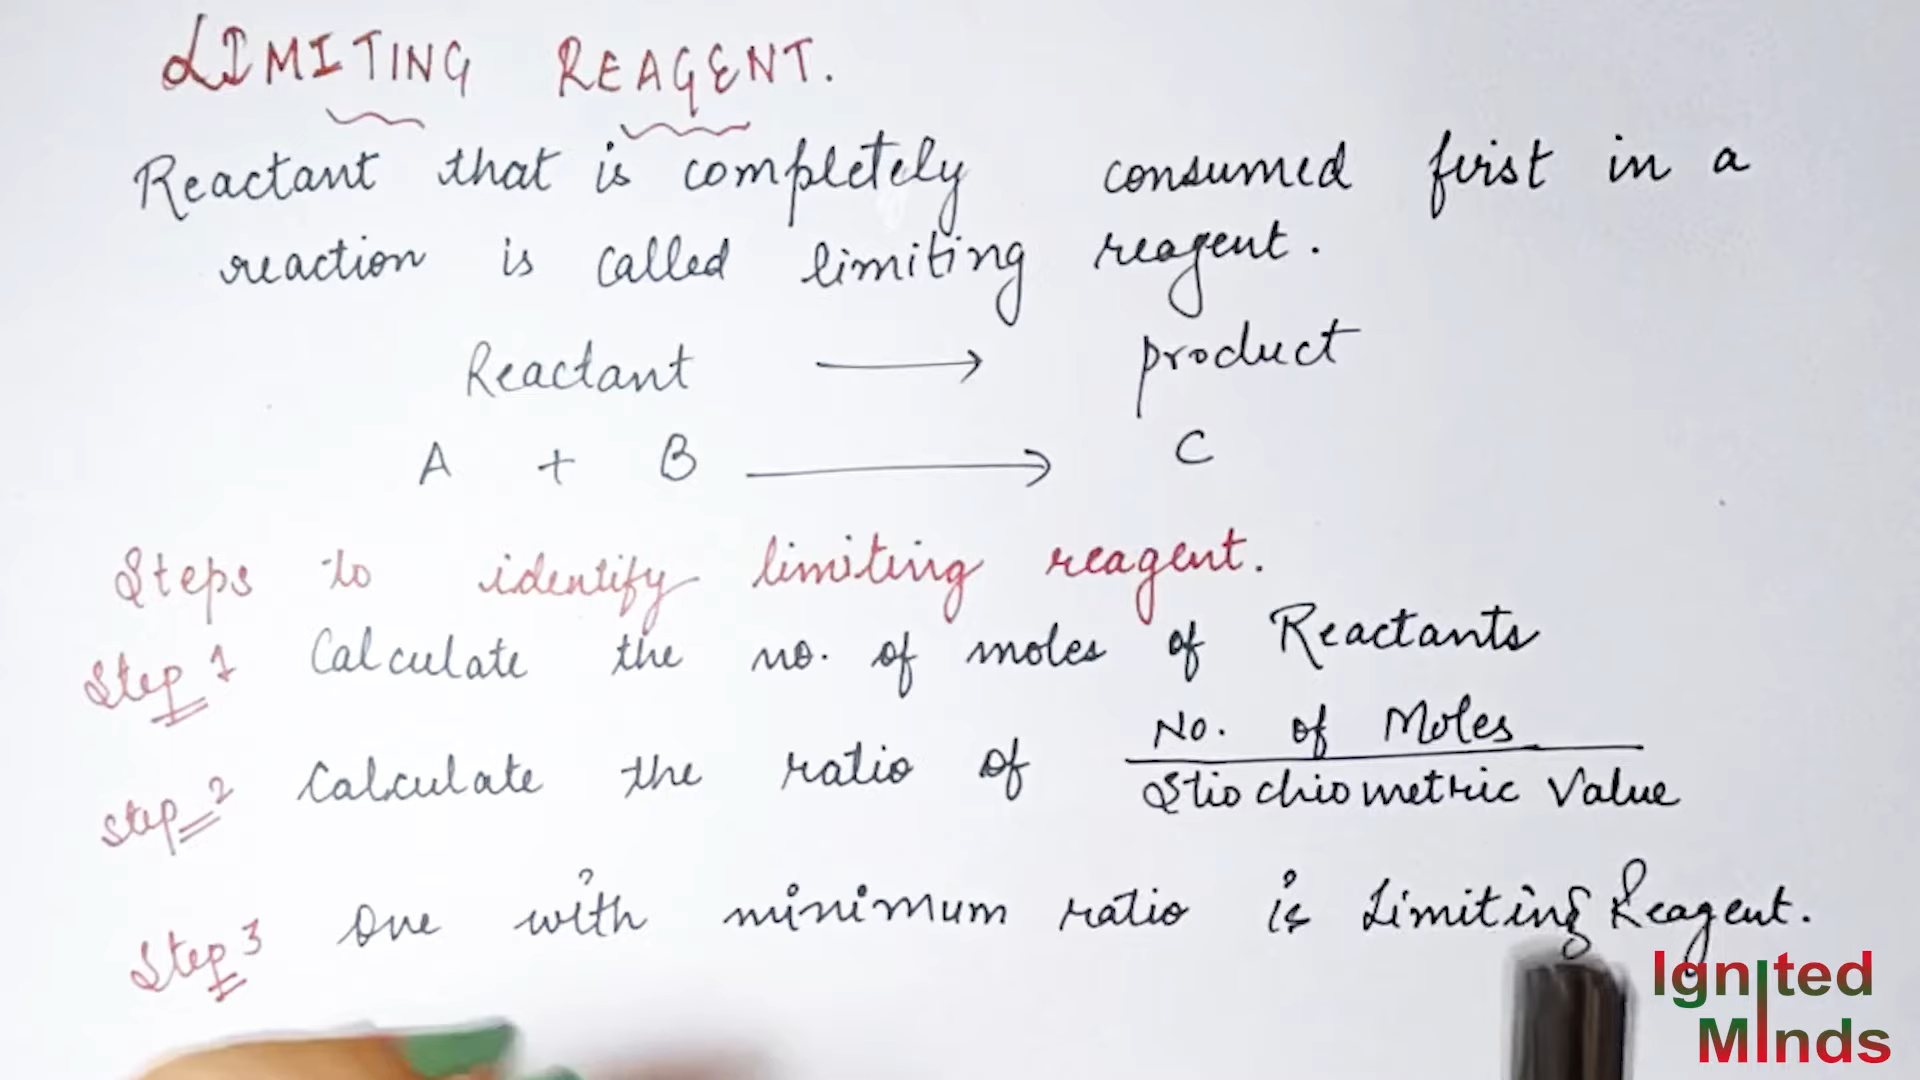 LIMITING REAGENT.
Reactant that is completely consumed first in a
reaction is called limiting reagent.
Reactant → product
A + B → C
Steps to identify limiting reagent.
Step 1 Calculate the no. of moles of Reactants
Step 2 Calculate the ratio of No. of Moles
Stiochiometric Value
Step 3 One with minimum ratio is Limiting Reagent.
Ignited
Minds